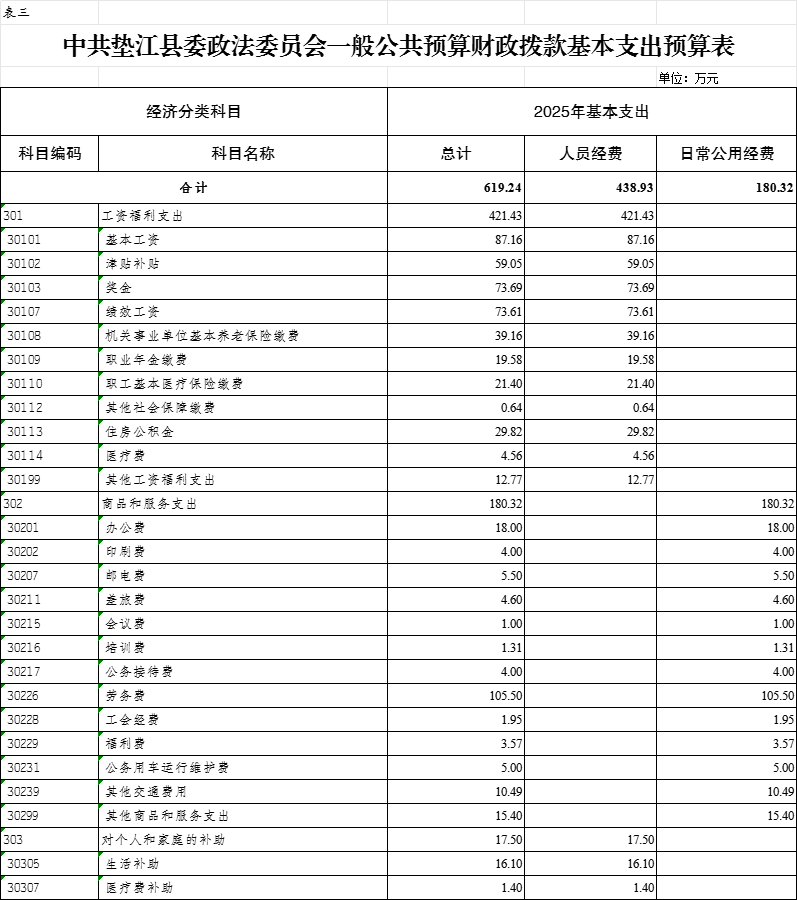 表三
中共垫江县委政法委员会一般公共预算财政拨款基本支出预算表
单位：万元
经济分类科目 2025年基本支出
科目编码 科目名称 总计 人员经费 日常公用经费
合计 619.24 438.93 180.32
301 工资福利支出 421.43 421.43
30101 基本工资 87.16 87.16
30102 津贴补贴 59.05 59.05
30103 奖金 73.69 73.69
30107 绩效工资 73.61 73.61
30108 机关事业单位基本养老保险缴费 39.16 39.16
30109 职业年金缴费 19.58 19.58
30110 职工基本医疗保险缴费 21.40 21.40
30112 其他社会保障缴费 0.64 0.64
30113 住房公积金 29.82 29.82
30114 医疗费 4.56 4.56
30199 其他工资福利支出 12.77 12.77
302 商品和服务支出 180.32 180.32
30201 办公费 18.00 18.00
30202 印刷费 4.00 4.00
30207 邮电费 5.50 5.50
30211 差旅费 4.60 4.60
30215 会议费 1.00 1.00
30216 培训费 1.31 1.31
30217 公务接待费 4.00 4.00
30226 劳务费 105.50 105.50
30228 工会经费 1.95 1.95
30229 福利费 3.57 3.57
30231 公务用车运行维护费 5.00 5.00
30239 其他交通费用 10.49 10.49
30299 其他商品和服务支出 15.40 15.40
303 对个人和家庭的补助 17.50 17.50
30305 生活补助 16.10 16.10
30307 医疗费补助 1.40 1.40